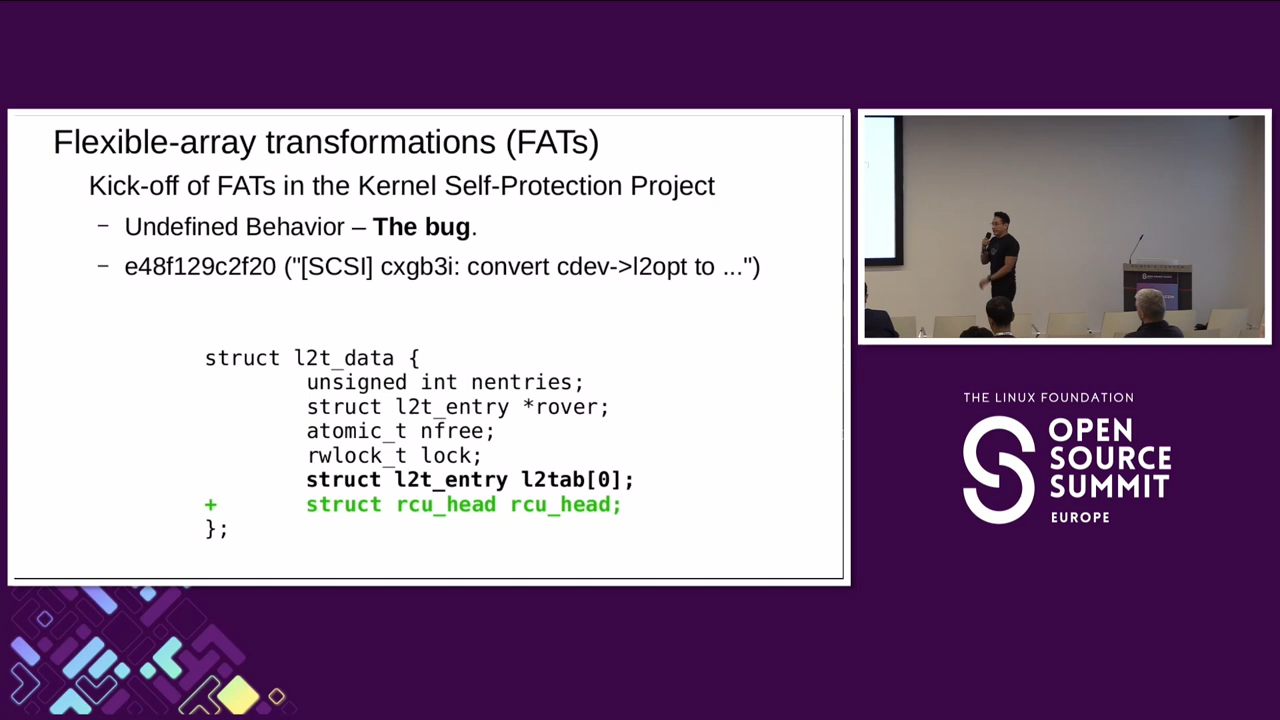 Flexible-array transformations (FATs)
Kick-off of FATs in the Kernel Self-Protection Project
– Undefined Behavior – The bug.
– e48f129c2f20 ("[SCSI] cxgb3i: convert cdev->l2opt to ...")
struct l2t_data {
unsigned int nentries;
struct l2t_entry *rover;
atomic_t nfree;
rwlock_t lock;
struct l2t_entry l2tab[0];
+ struct rcu_head rcu_head;
};
THE LINUX FOUNDATION
OPEN
SOURCE
SUMMIT
EUROPE